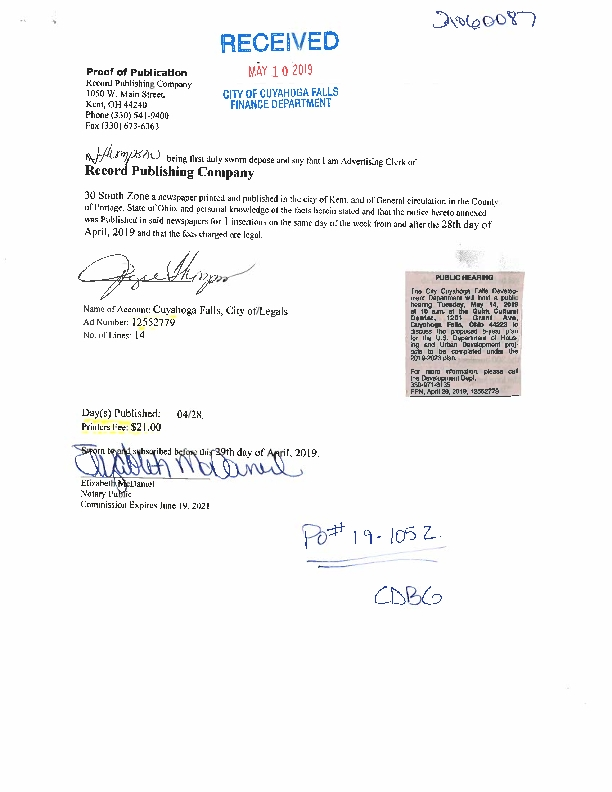 21060087
RECEIVED
MAY 10 2019
CITY OF CUYAHOGA FALLS
FINANCE DEPARTMENT
Proof of Publication
Record Publishing Company
1050 W. Main Street,
Kent, OH 44240
Phone (330) 541-9400
Fax (330) 673-6363
being first duly sworn depose and say that I am Advertising Clerk of
Record Publishing Company
30 South Zone a newspaper printed and published in the city of Kent, and of General circulation in the County
of Portage, State of Ohio, and personal knowledge of the facts herein stated and that the notice hereto annexed
was Published in said newspapers for 1 insertions on the same day of the week from and after the 28th day of
April, 2019 and that the fees charged are legal.
Name of Account: Cuyahoga Falls, City of/Legals
Ad Number: 12552779
No. of Lines: 14
PUBLIC HEARING
The City Cuyahoga Falls Develop-
ment Department will hold a public
hearing Tuesday, May 14, 2019
at 10 a.m. at the Quirk Cultural
Center, 1201 Grant Ave,
Cuyahoga Falls, Ohio 44223 to
discuss the proposed 5-year plan
for the U.S. Department of Hous-
ing and Urban Development proj-
ects to be completed under the
2019-2023 plan.
For more information, please call
the Development Dept.
330-971-8135
FPN, April 28, 2019, 12552779
Day(s) Published: 04/28.
Printers Fee: $21.00
Sworn to and subscribed before this 29th day of April, 2019.
Elizabeth McDaniel
Elizabeth McDaniel
Notary Public
Commission Expires June 19, 2021
PO# 19-1052
CDBG